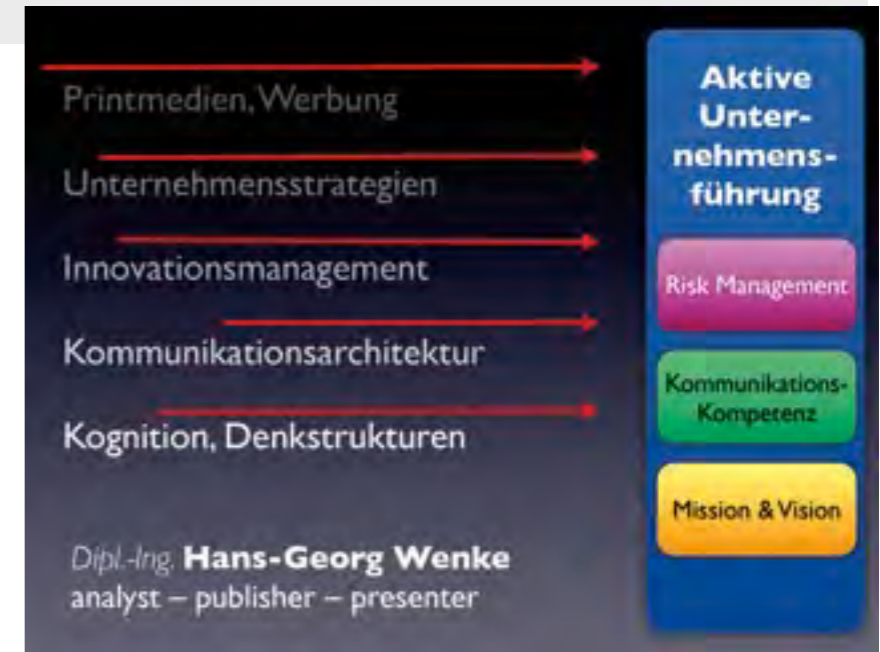 Printmedien, Werbung
Unternehmensstrategien
Innovationsmanagement
Kommunikationsarchitektur
Kognition, Denkstrukturen
Dipl.-Ing. Hans-Georg Wenke
analyst – publisher – presenter
Aktive
Unter-
nehmens-
führung
Risk Management
Kommunikations-
Kompetenz
Mission & Vision